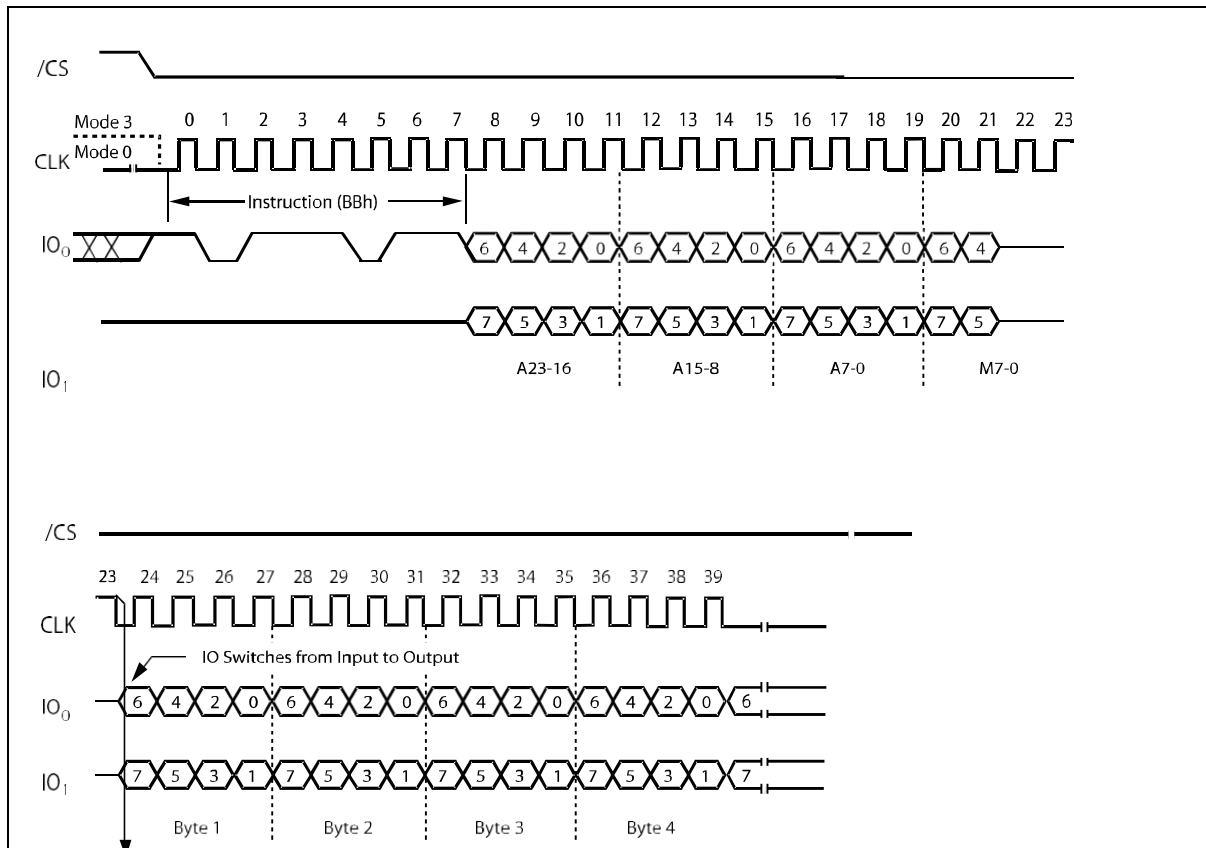 /CS
Mode 3
0 1 2 3 4 5 6 7 8 9 10 11 12 13 14 15 16 17 18 19 20 21 22 23
Mode 0
CLK
Instruction (BBh)
IO0
6 4 2 0 6 4 2 0 6 4 2 0 6 4
7 5 3 1 7 5 3 1 7 5 3 1 7 5
A23-16 A15-8 A7-0 M7-0
IO1
/CS
23 24 25 26 27 28 29 30 31 32 33 34 35 36 37 38 39
CLK
IO Switches from Input to Output
IO0
6 4 2 0 6 4 2 0 6 4 2 0 6 4 2 0 6
IO1
7 5 3 1 7 5 3 1 7 5 3 1 7 5 3 1 7
Byte 1 Byte 2 Byte 3 Byte 4